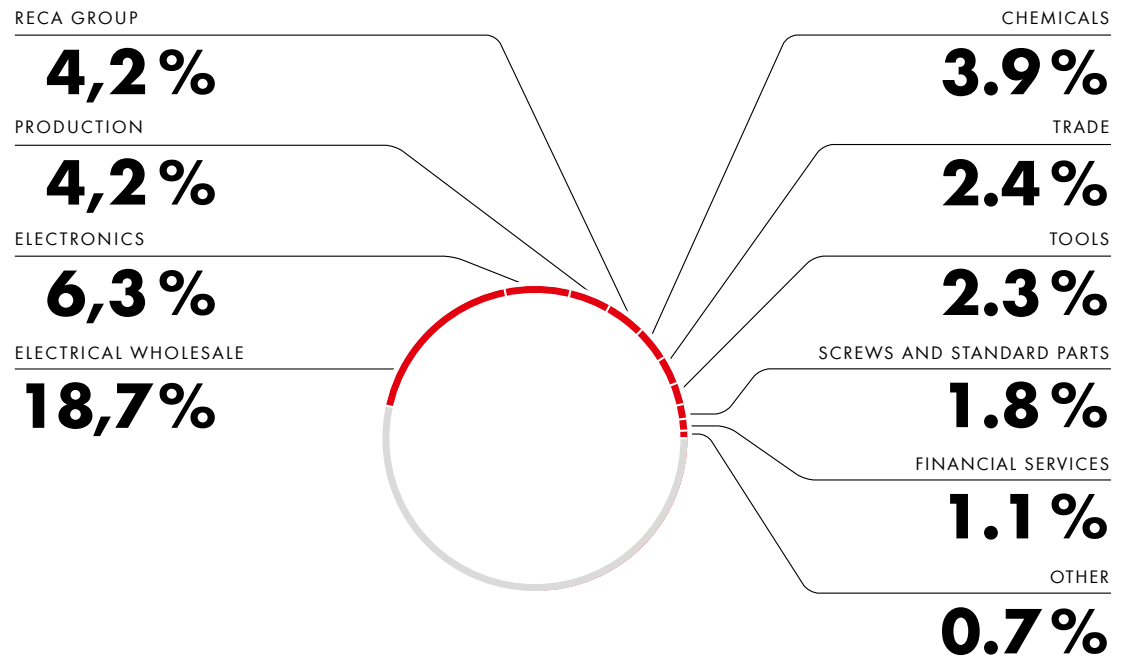 RECA GROUP
4,2 %
PRODUCTION
4,2 %
ELECTRONICS
6,3 %
ELECTRICAL WHOLESALE
18,7 %
CHEMICALS
3.9 %
TRADE
2.4 %
TOOLS
2.3 %
SCREWS AND STANDARD PARTS
1.8 %
FINANCIAL SERVICES
1.1 %
OTHER
0.7 %